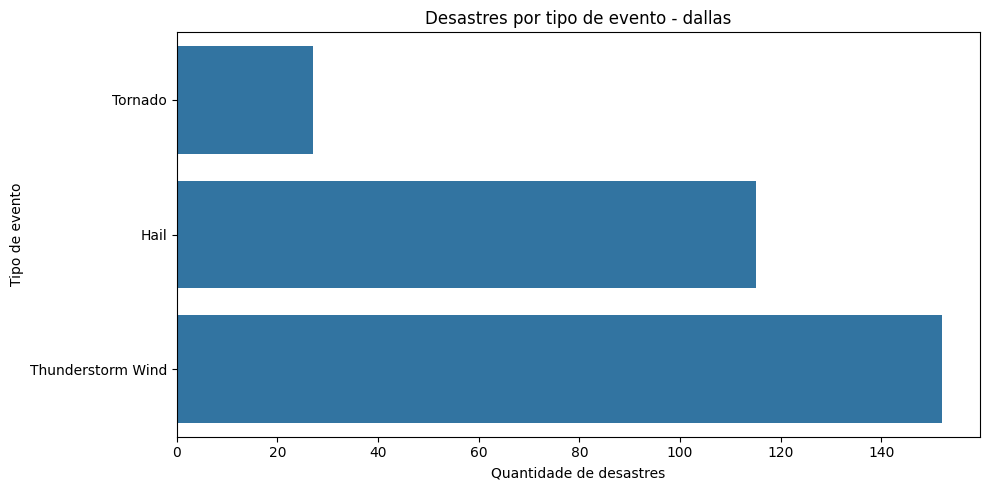 Desastres por tipo de evento - dallas
Tipo de evento
Tornado
Hail
Thunderstorm Wind
0 20 40 60 80 100 120 140
Quantidade de desastres